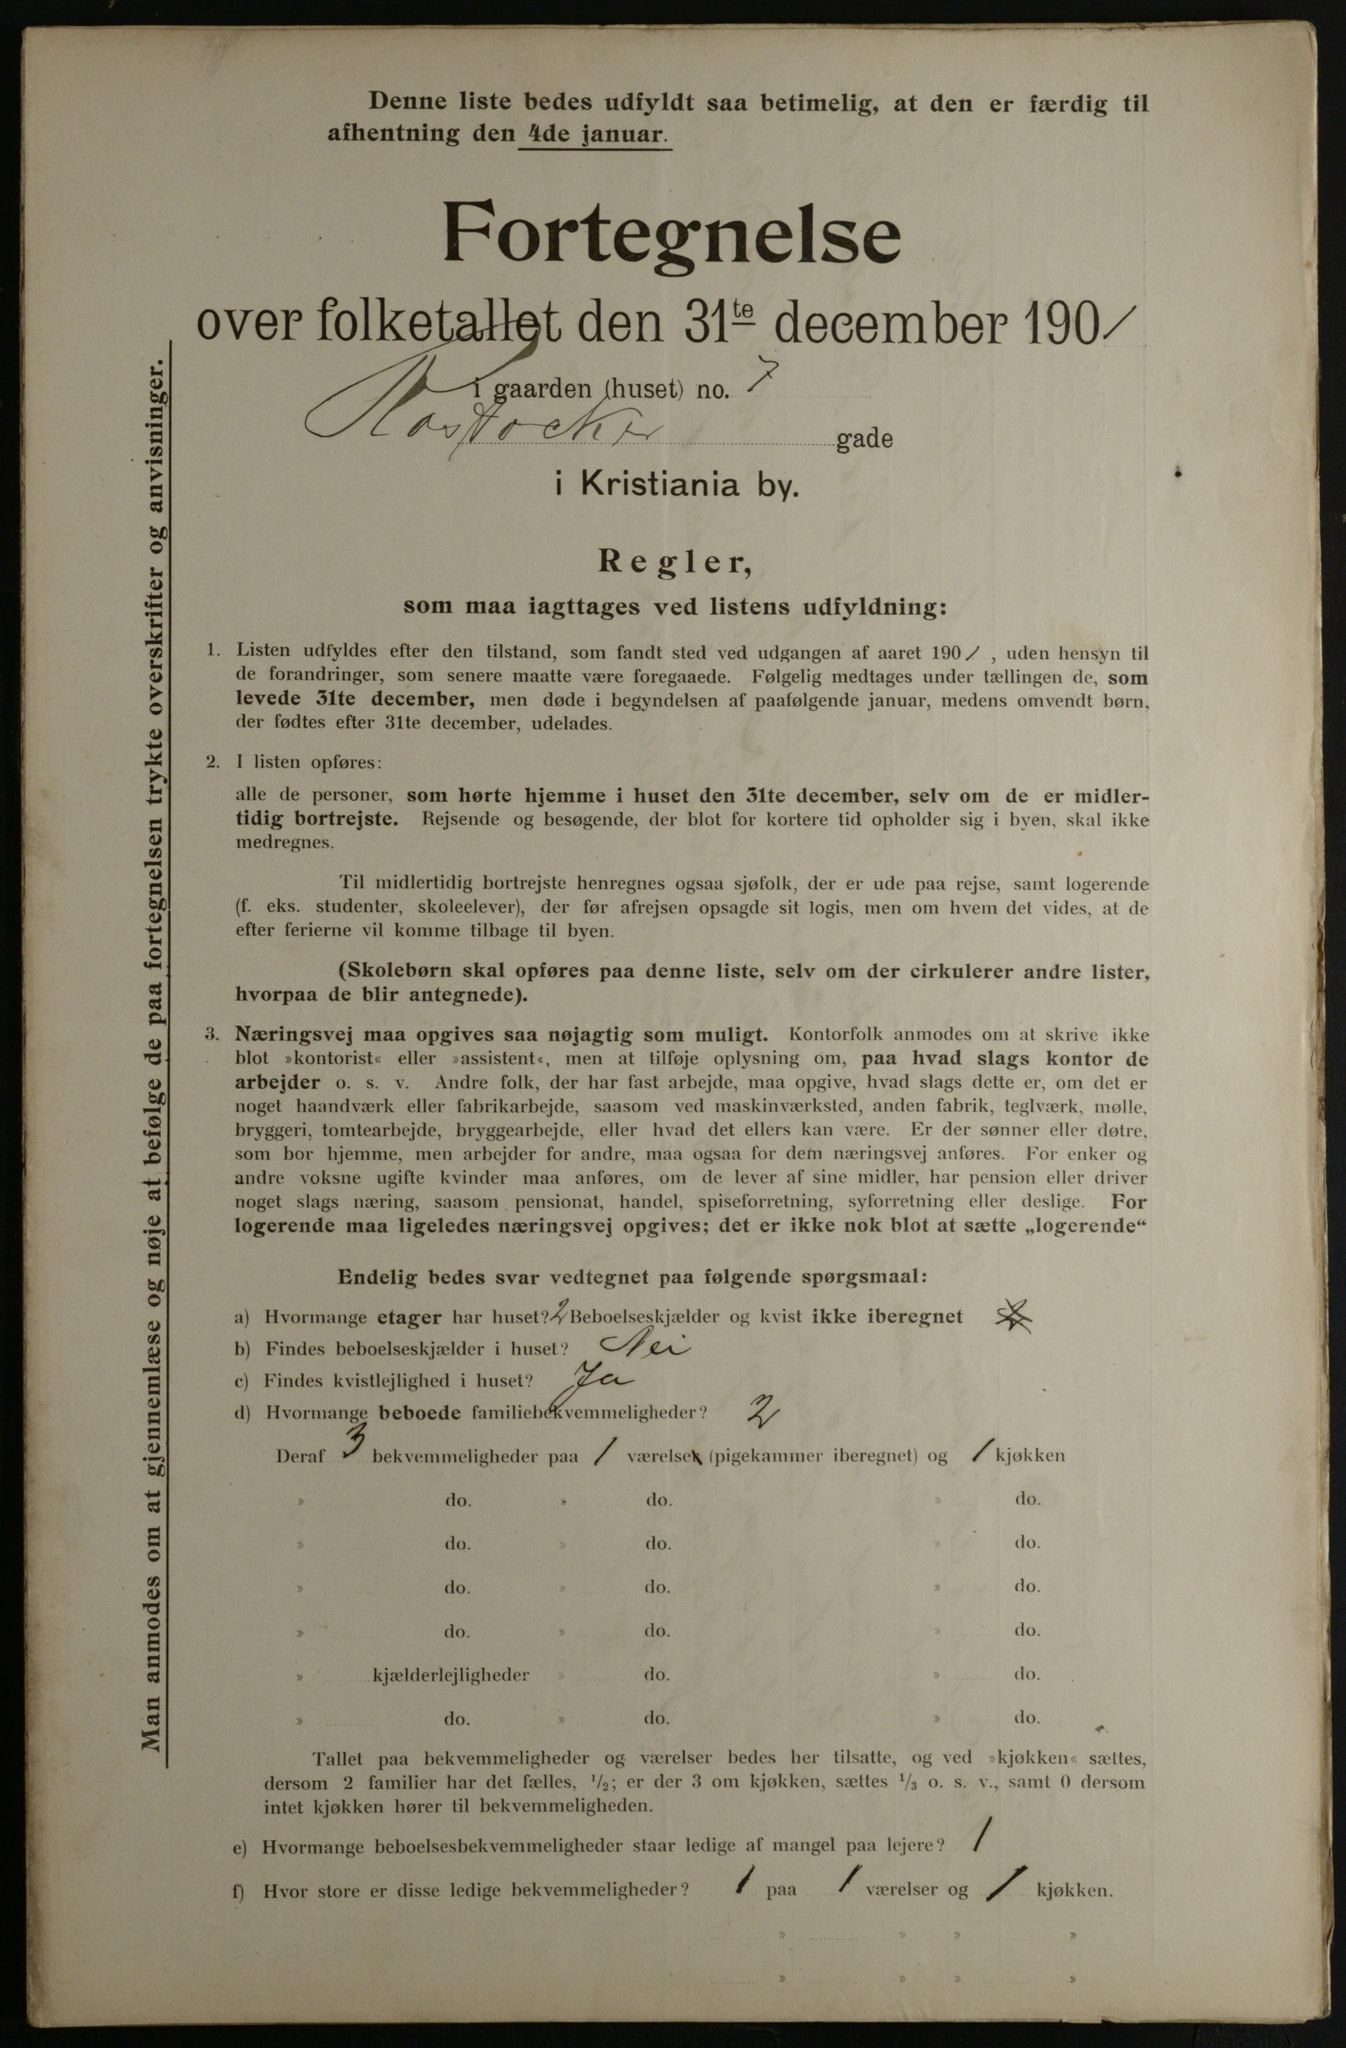 Denne liste bedes udfyldt saa betimelig, at den er færdig til
afhentning den 4de januar.
Fortegnelse
over folketallet den 31te december 1901
i gaarden (huset) no. 7
Rostocker gade
i Kristiania by.
Regler,
som maa iagttages ved listens udfyldning:
1. Listen udfyldes efter den tilstand, som fandt sted ved udgangen af aaret 1901, uden hensyn til
de forandringer, som senere maatte være foregaaede. Følgelig medtages under tællingen de, som
levede 31te december, men døde i begyndelsen af paafølgende januar, medens omvendt børn,
der fødtes efter 31te december, udelades.
2. I listen opføres:
alle de personer, som hørte hjemme i huset den 31te december, selv om de er midler-
tidig bortrejste. Rejsende og besøgende, der blot for kortere tid opholder sig i byen, skal ikke
medregnes.
Til midlertidig bortrejste henregnes ogsaa sjøfolk, der er ude paa rejse, samt logerende
(f. eks. studenter, skoleelever), der før afrejsen opsagde sit logis, men om hvem det vides, at de
efter ferierne vil komme tilbage til byen.
(Skolebørn skal opføres paa denne liste, selv om der cirkulerer andre lister,
hvorpaa de blir antegnede).
3. Næringsvej maa opgives saa nøjagtig som muligt. Kontorfolk anmodes om at skrive ikke
blot »kontorist« eller »assistent«, men at tilføje oplysning om, paa hvad slags kontor de
arbejder o. s. v. Andre folk, der har fast arbejde, maa opgive, hvad slags dette er, om det er
noget haandværk eller fabrikarbejde, saasom ved maskinværksted, anden fabrik, teglværk, mølle,
bryggeri, tomtearbejde, bryggearbejde, eller hvad det ellers kan være. Er der sønner eller døtre,
som bor hjemme, men arbejder for andre, maa ogsaa for dem næringsvej anføres. For enker og
andre voksne ugifte kvinder maa anføres, om de lever af sine midler, har pension eller driver
noget slags næring, saasom pensionat, handel, spiseforretning, syforretning eller deslige. For
logerende maa ligeledes næringsvej opgives; det er ikke nok blot at sætte „logerende“
Endelig bedes svar vedtegnet paa følgende spørgsmaal:
a) Hvormange etager har huset? 2 Beboelseskjælder og kvist ikke iberegnet
b) Findes beboelseskjælder i huset? Nei
c) Findes kvistlejlighed i huset? Ja
d) Hvormange beboede familiebekvemmeligheder? 2
Deraf 3 bekvemmeligheder paa 1 værelser (pigekammer iberegnet) og 1 kjøkken
» do. » do. » do.
» do. » do. » do.
» do. » do. » do.
» do. » do. » do.
» kjælderlejligheder » do. » do.
» do. » do. » do.
Tallet paa bekvemmeligheder og værelser bedes her tilsatte, og ved »kjøkken« sættes,
dersom 2 familier har det fælles, 1/2; er der 3 om kjøkken, sættes 1/3 o. s. v., samt 0 dersom
intet kjøkken hører til bekvemmeligheden.
e) Hvormange beboelsesbekvemmeligheder staar ledige af mangel paa lejere? 1
f) Hvor store er disse ledige bekvemmeligheder? 1 paa 1 værelser og 1 kjøkken.
» » » »
» » » »
Man anmodes om at gjennemlæse og nøje at befølge de paa fortegnelsen trykte overskrifter og anvisninger.